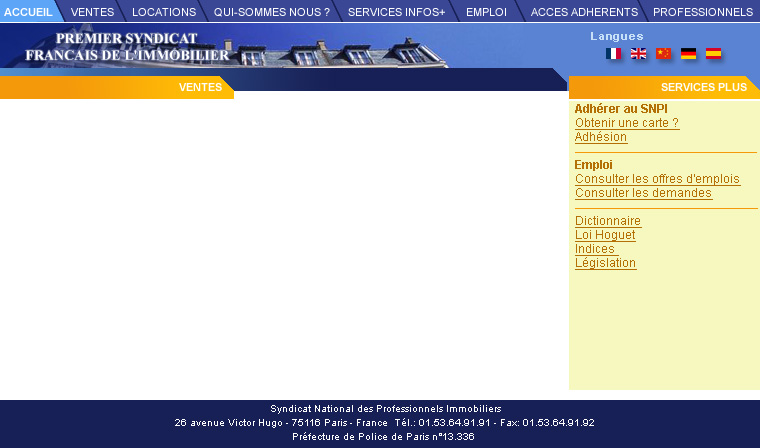 ACCUEIL VENTES LOCATIONS QUI-SOMMES NOUS ? SERVICES INFOS+ EMPLOI ACCES ADHERENTS PROFESSIONNELS
PREMIER SYNDICAT
FRANCAIS DE L'IMMOBILIER
Langues
VENTES
SERVICES PLUS
Adhérer au SNPI
Obtenir une carte ?
Adhésion
Emploi
Consulter les offres d'emplois
Consulter les demandes
Dictionnaire
Loi Hoguet
Indices
Législation
Syndicat National des Professionnels Immobiliers
26 avenue Victor Hugo - 75116 Paris - France Tél.: 01.53.64.91.91 - Fax: 01.53.64.91.92
Préfecture de Police de Paris n°13.336